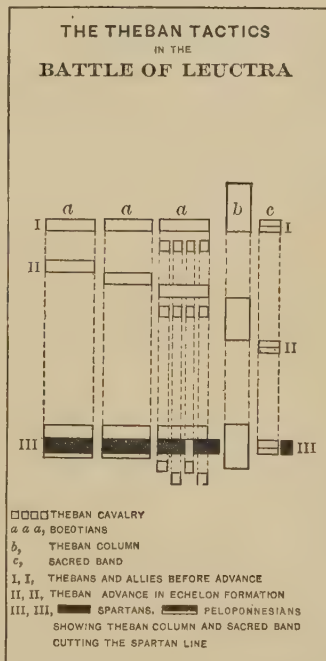 THE THEBAN TACTICS
IN THE
BATTLE OF LEUCTRA
a a a b c
I I
II
II
III III
THEBAN CAVALRY
a a a, BOEOTIANS
b, THEBAN COLUMN
c, SACRED BAND
I, I, THEBANS AND ALLIES BEFORE ADVANCE
II, II, THEBAN ADVANCE IN ECHELON FORMATION
III, III, SPARTANS, PELOPONNESIANS
SHOWING THEBAN COLUMN AND SACRED BAND
CUTTING THE SPARTAN LINE